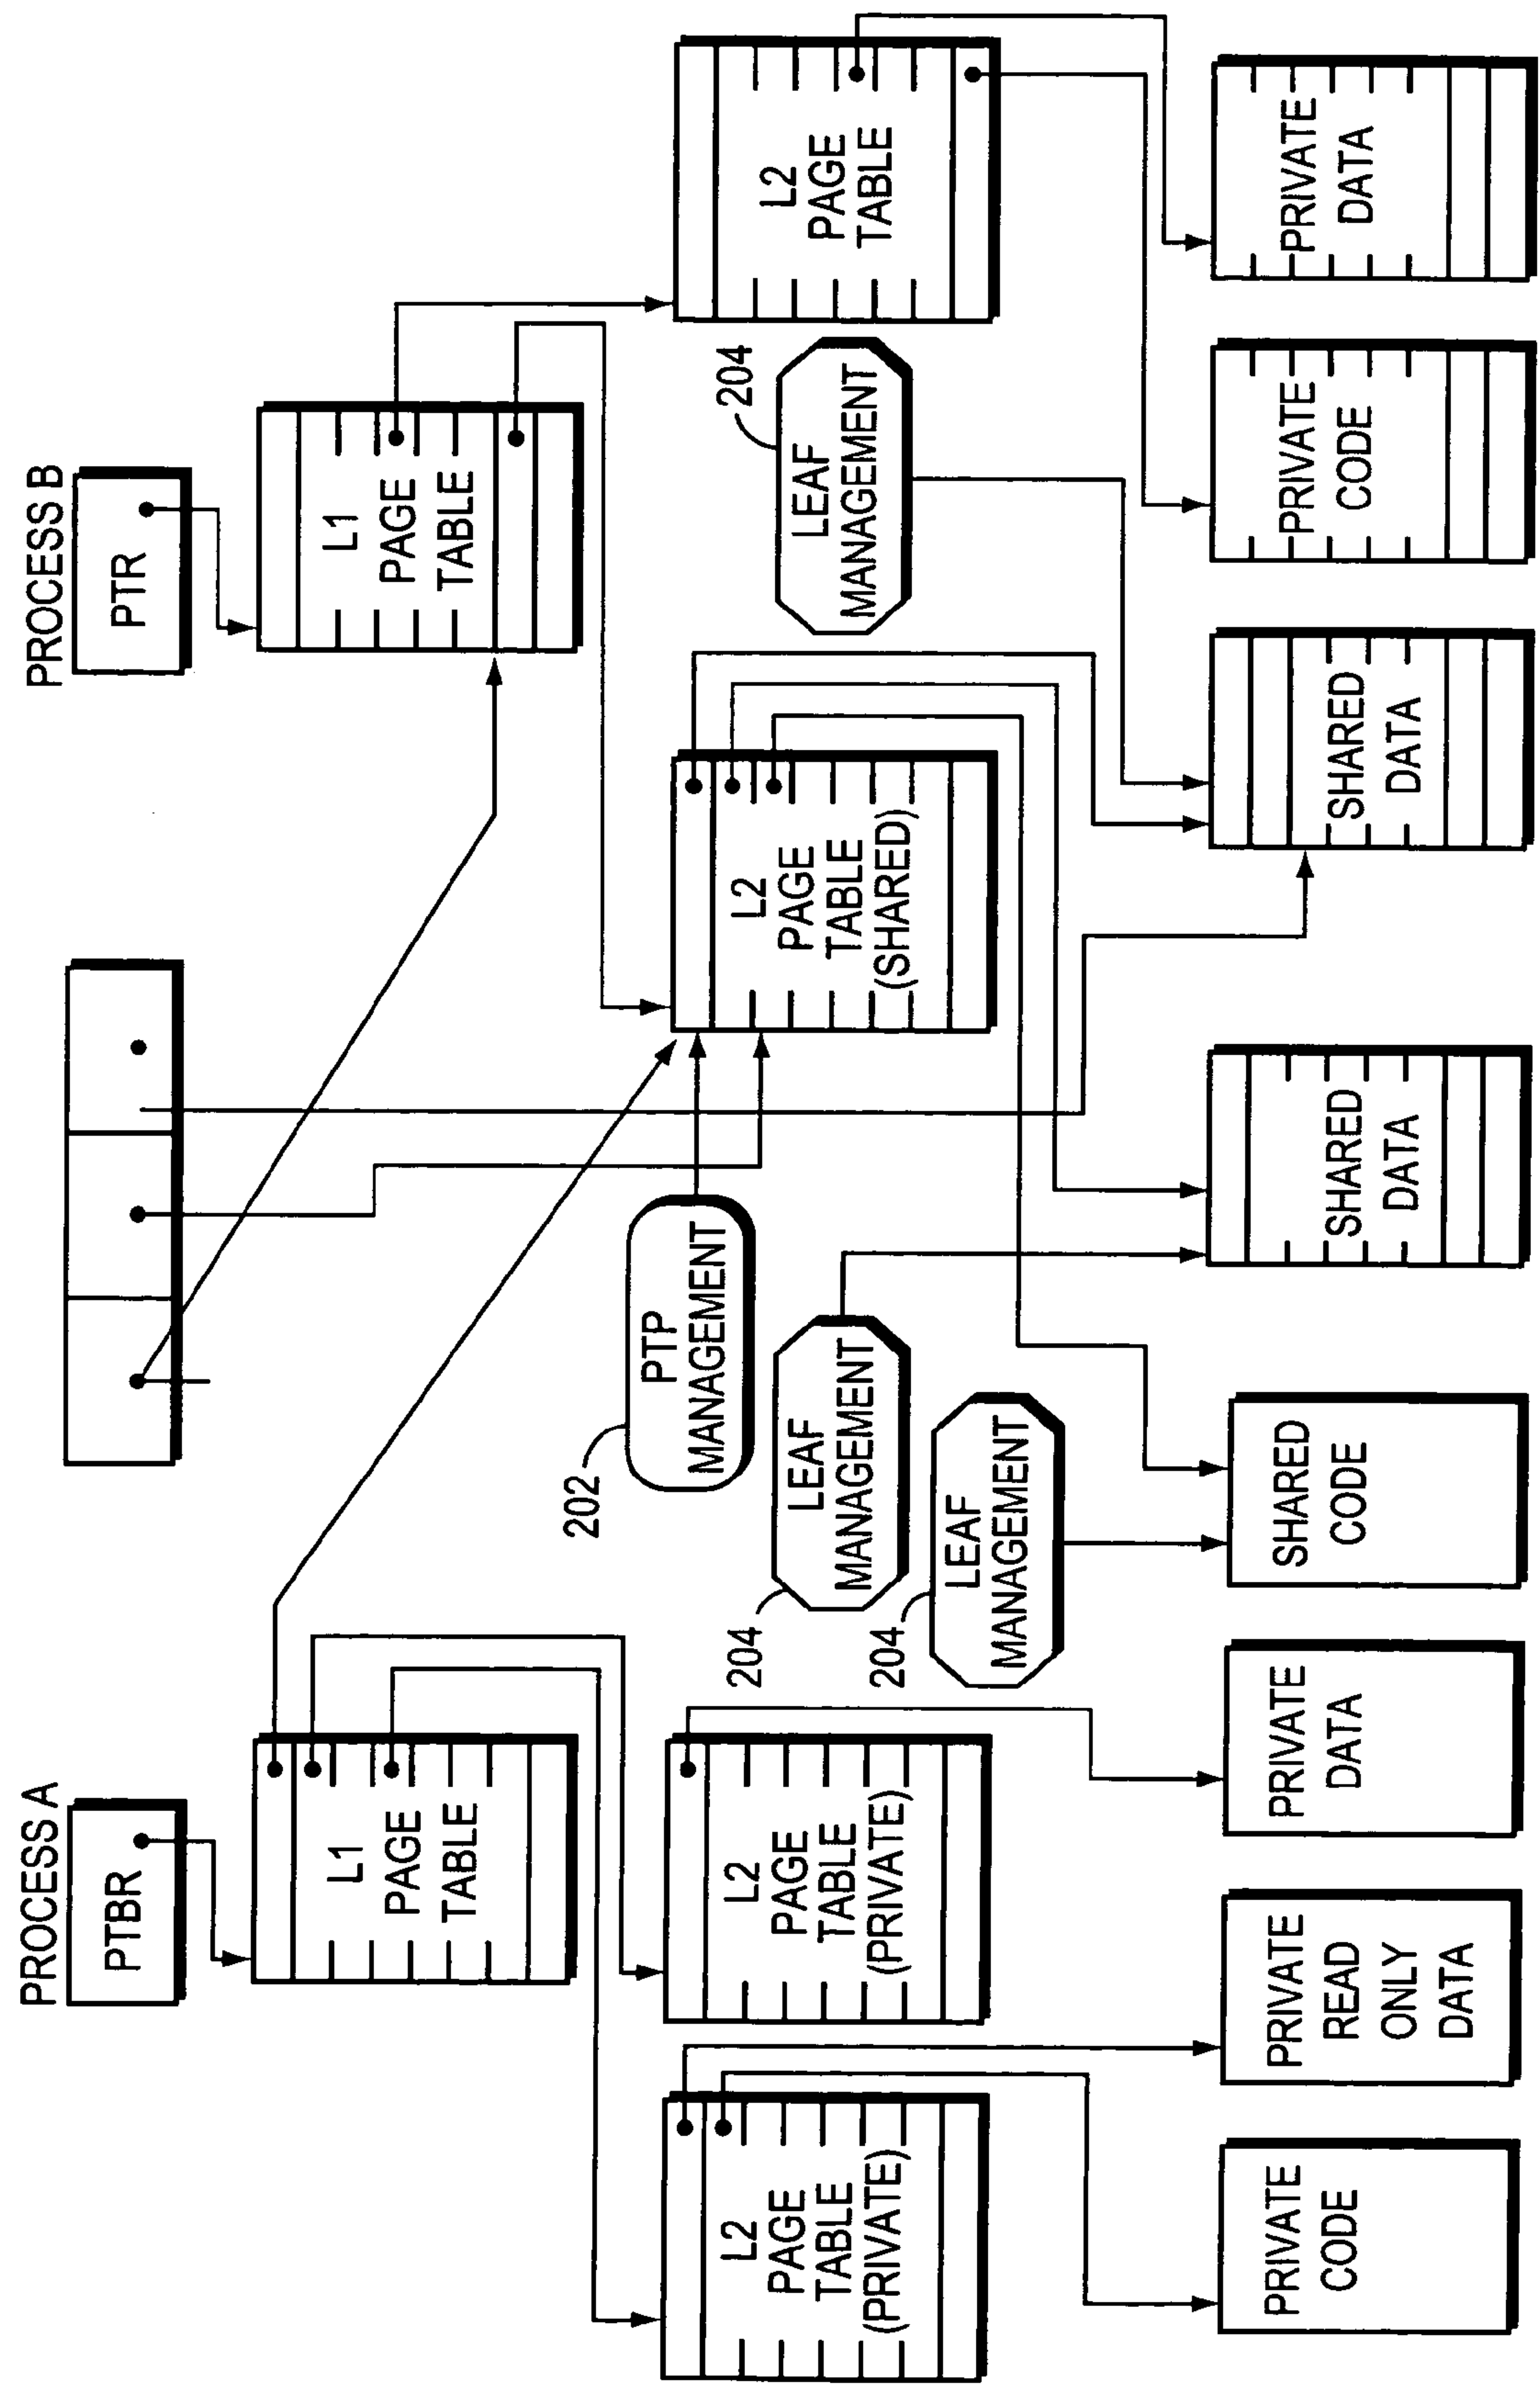 PROCESS A
PTBR
L1
PAGE
TABLE
PROCESS B
PTR
L1
PAGE
TABLE
L2
PAGE
TABLE
(PRIVATE)
L2
PAGE
TABLE
(PRIVATE)
202
PTP
MANAGEMENT
L2
PAGE
TABLE
(SHARED)
L2
PAGE
TABLE
204
LEAF
MANAGEMENT
204
LEAF
MANAGEMENT
204
LEAF
MANAGEMENT
PRIVATE
CODE
PRIVATE
READ
ONLY
DATA
PRIVATE
DATA
SHARED
CODE
SHARED
DATA
SHARED
DATA
PRIVATE
CODE
PRIVATE
DATA